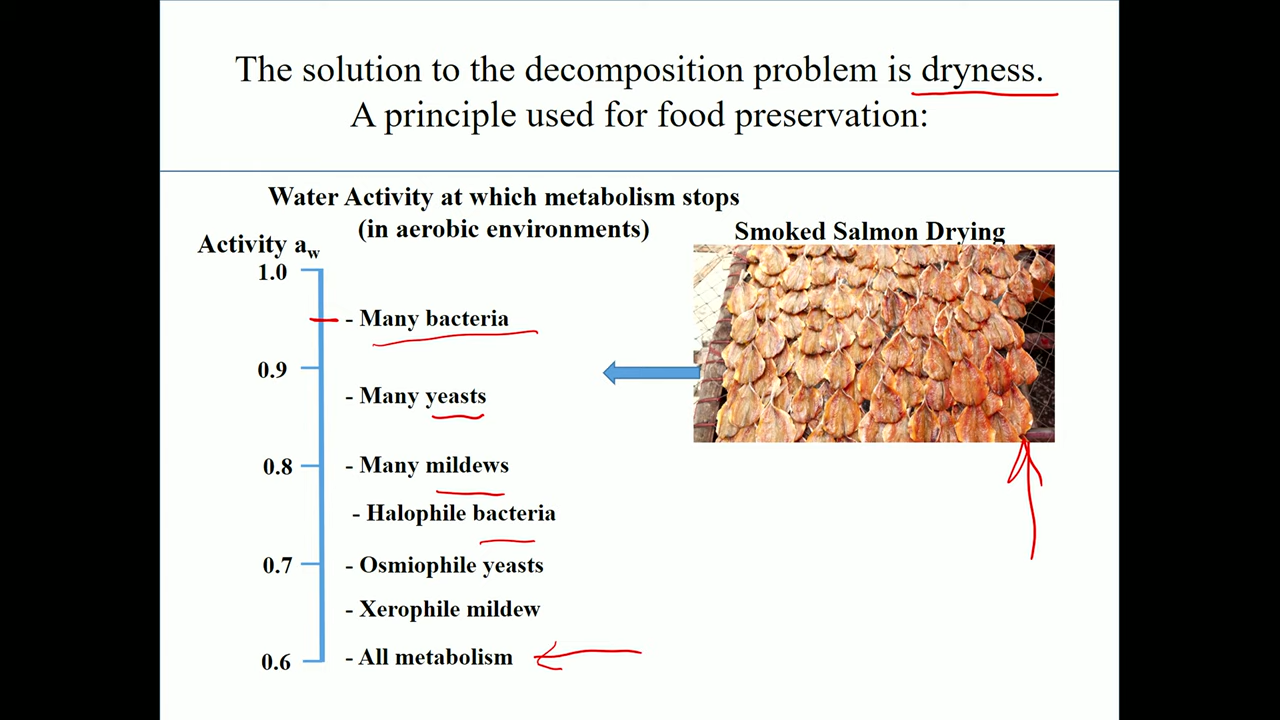 The solution to the decomposition problem is dryness.
A principle used for food preservation:
Water Activity at which metabolism stops
(in aerobic environments)
Smoked Salmon Drying
Activity aw
1.0
- Many bacteria
0.9
- Many yeasts
0.8
- Many mildews
- Halophile bacteria
0.7
- Osmiophile yeasts
- Xerophile mildew
0.6
- All metabolism